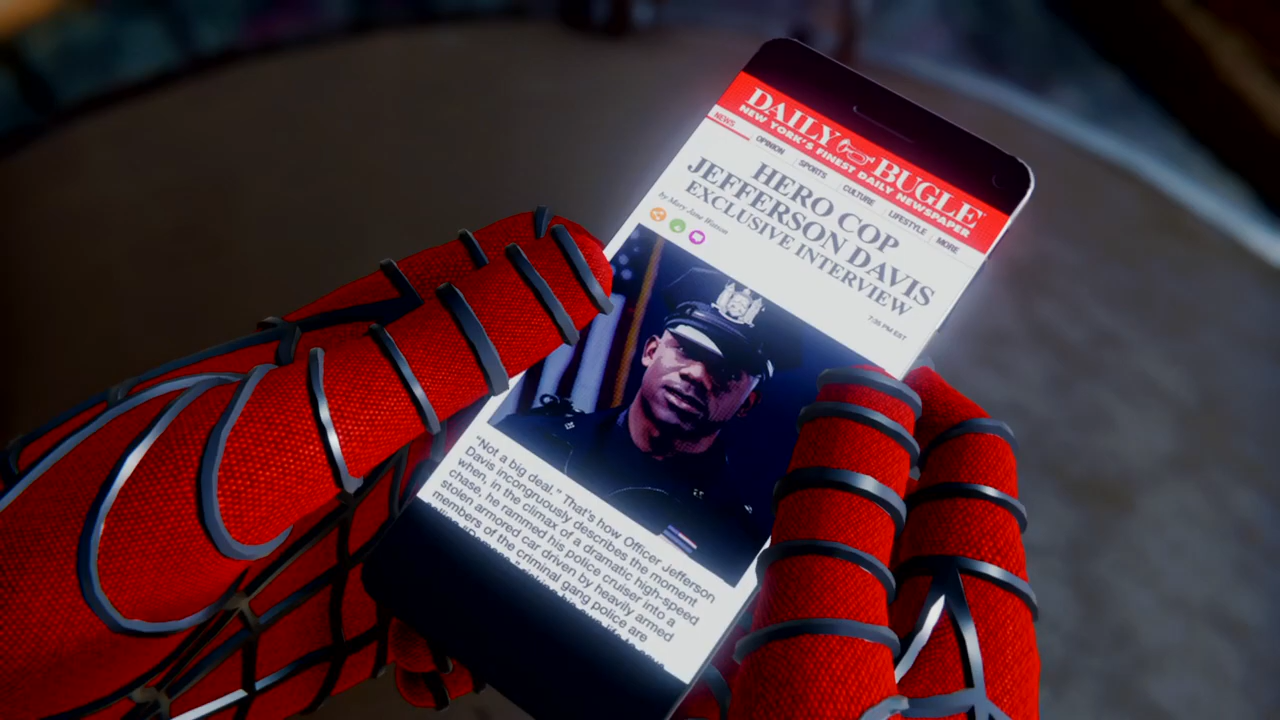 DAILY BUGLE
NEW YORK'S FINEST DAILY NEWSPAPER
NEWS OPINION SPORTS CULTURE LIFESTYLE MORE
HERO COP
JEFFERSON DAVIS
EXCLUSIVE INTERVIEW
by Mary Jane Watson
7:36 PM EST
"Not a big deal." That's how Officer Jefferson
Davis incongruously describes the moment
when, in the climax of a dramatic high-speed
chase, he rammed his police cruiser into a
stolen armored car driven by heavily armed
members of the criminal gang police are